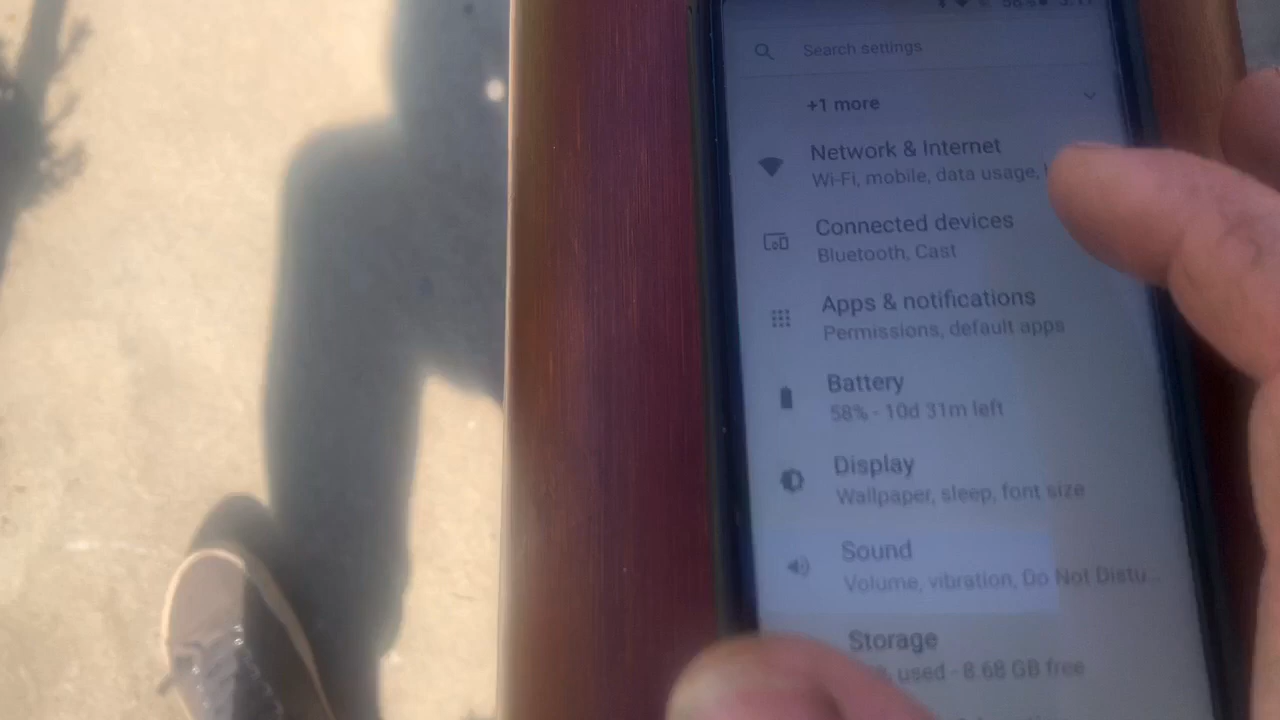 Search settings
+1 more
Network & Internet
Wi-Fi, mobile, data usage,
Connected devices
Bluetooth, Cast
Apps & notifications
Permissions, default apps
Battery
58% - 10d 31m left
Display
Wallpaper, sleep, font size
Sound
Volume, vibration, Do Not Distu...
Storage
used - 8.68 GB free